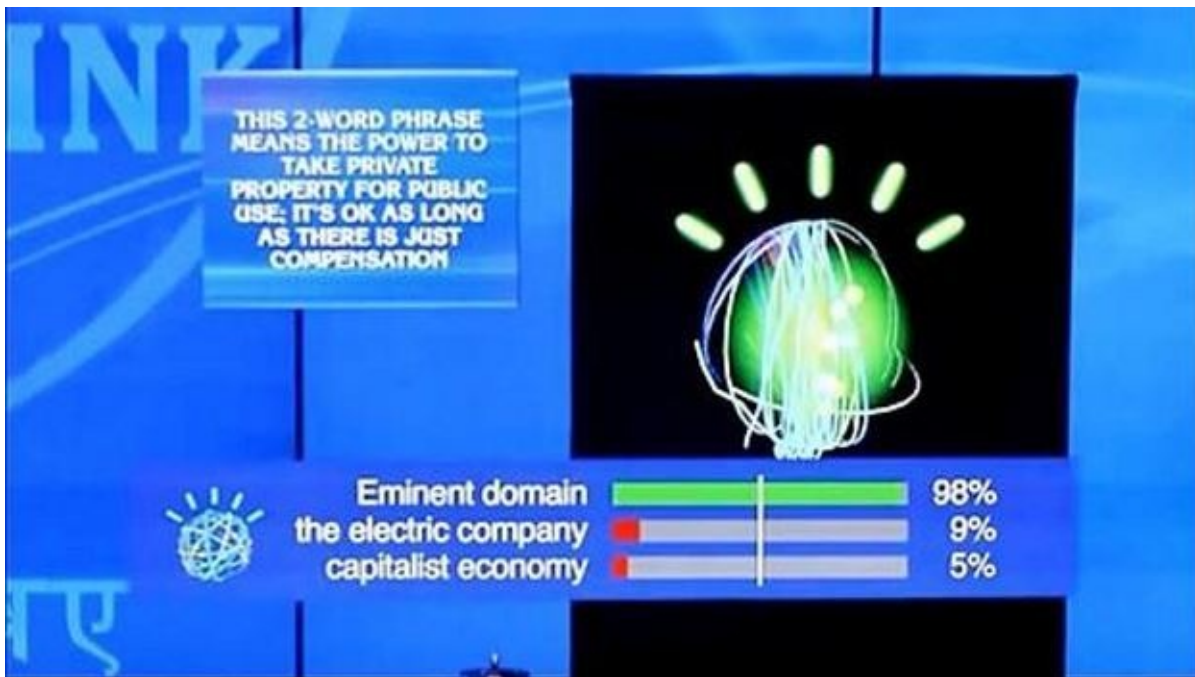 INK
THIS 2-WORD PHRASE
MEANS THE POWER TO
TAKE PRIVATE
PROPERTY FOR PUBLIC
USE; IT'S OK AS LONG
AS THERE IS JUST
COMPENSATION
Eminent domain 98%
the electric company 9%
capitalist economy 5%